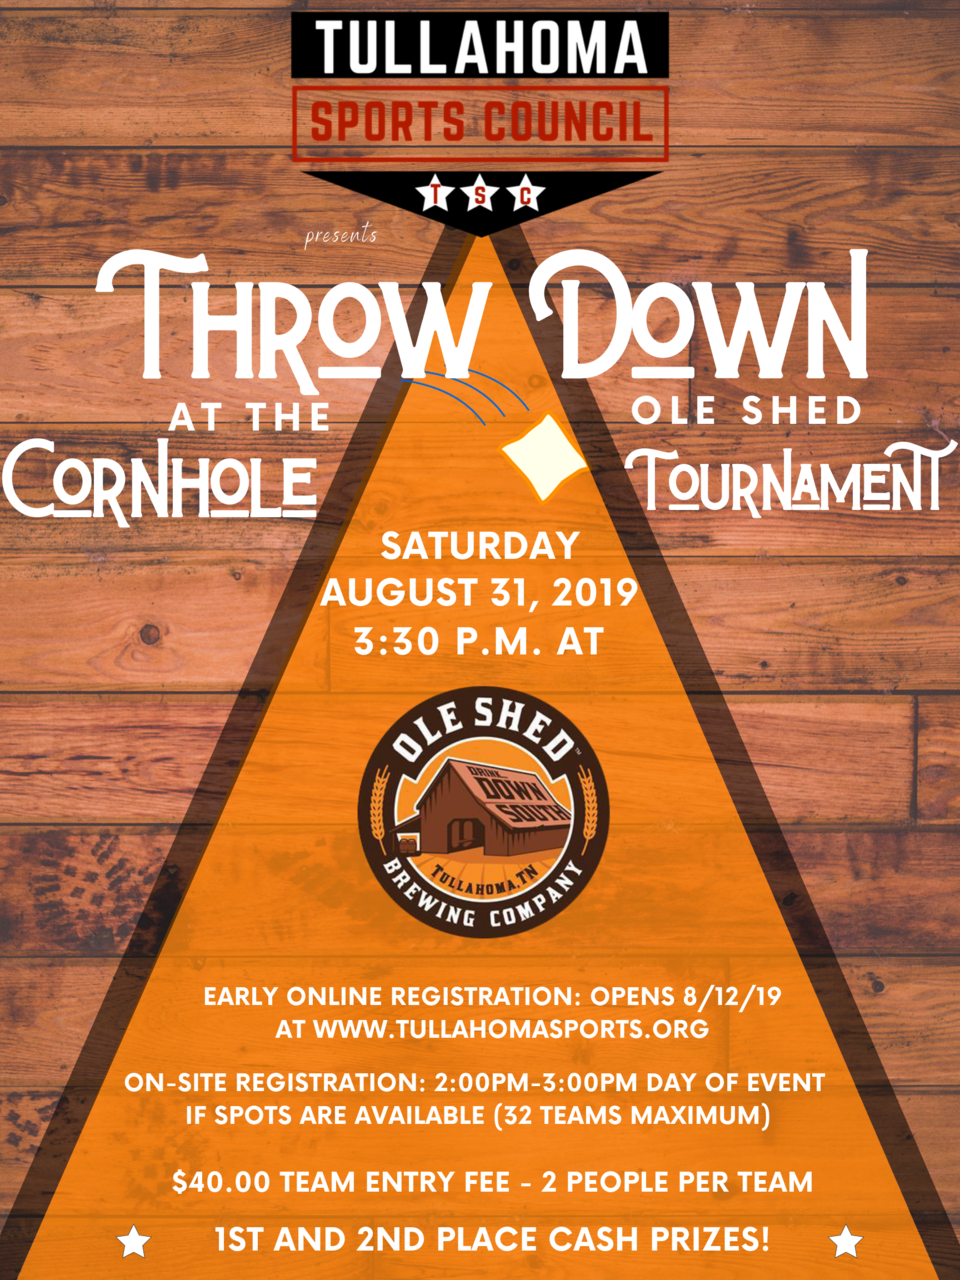 TULLAHOMA
SPORTS COUNCIL
T S C
presents
THROW DOWN
AT THE OLE SHED
CORNHOLE TOURNAMENT
SATURDAY
AUGUST 31, 2019
3:30 P.M. AT
OLE SHED™
DRINK
DOWN
SOUTH
TULLAHOMA.TN
BREWING COMPANY
EARLY ONLINE REGISTRATION: OPENS 8/12/19
AT WWW.TULLAHOMASPORTS.ORG
ON-SITE REGISTRATION: 2:00PM-3:00PM DAY OF EVENT
IF SPOTS ARE AVAILABLE (32 TEAMS MAXIMUM)
$40.00 TEAM ENTRY FEE - 2 PEOPLE PER TEAM
1ST AND 2ND PLACE CASH PRIZES!